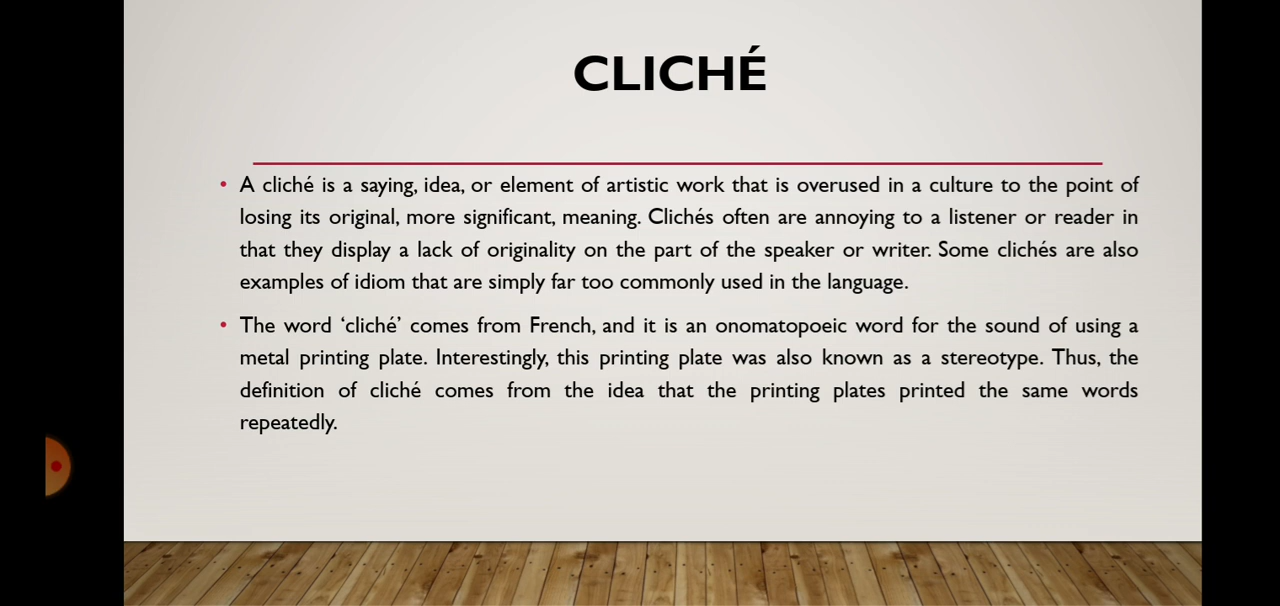 CLICHÉ
• A cliché is a saying, idea, or element of artistic work that is overused in a culture to the point of
losing its original, more significant, meaning. Clichés often are annoying to a listener or reader in
that they display a lack of originality on the part of the speaker or writer. Some clichés are also
examples of idiom that are simply far too commonly used in the language.
• The word ‘cliché’ comes from French, and it is an onomatopoeic word for the sound of using a
metal printing plate. Interestingly, this printing plate was also known as a stereotype. Thus, the
definition of cliché comes from the idea that the printing plates printed the same words
repeatedly.